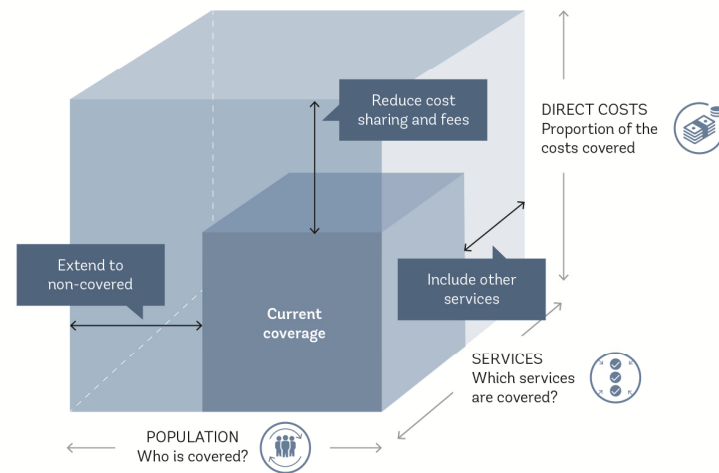 Reduce cost
sharing and fees
DIRECT COSTS
Proportion of the
costs covered
Extend to
non-covered
Include other
services
Current
coverage
SERVICES
Which services
are covered?
POPULATION
Who is covered?